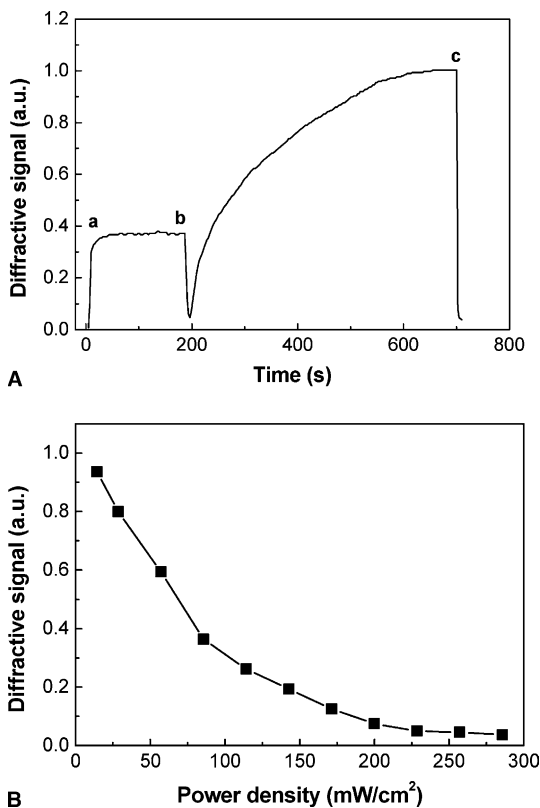 1.2
1.0
0.8
0.6
0.4
0.2
0.0
Diffractive signal (a.u.)
a
b
c
0 200 400 600 800
Time (s)
A
1.0
0.8
0.6
0.4
0.2
0.0
Diffractive signal (a.u.)
0 50 100 150 200 250 300
Power density (mW/cm²)
B